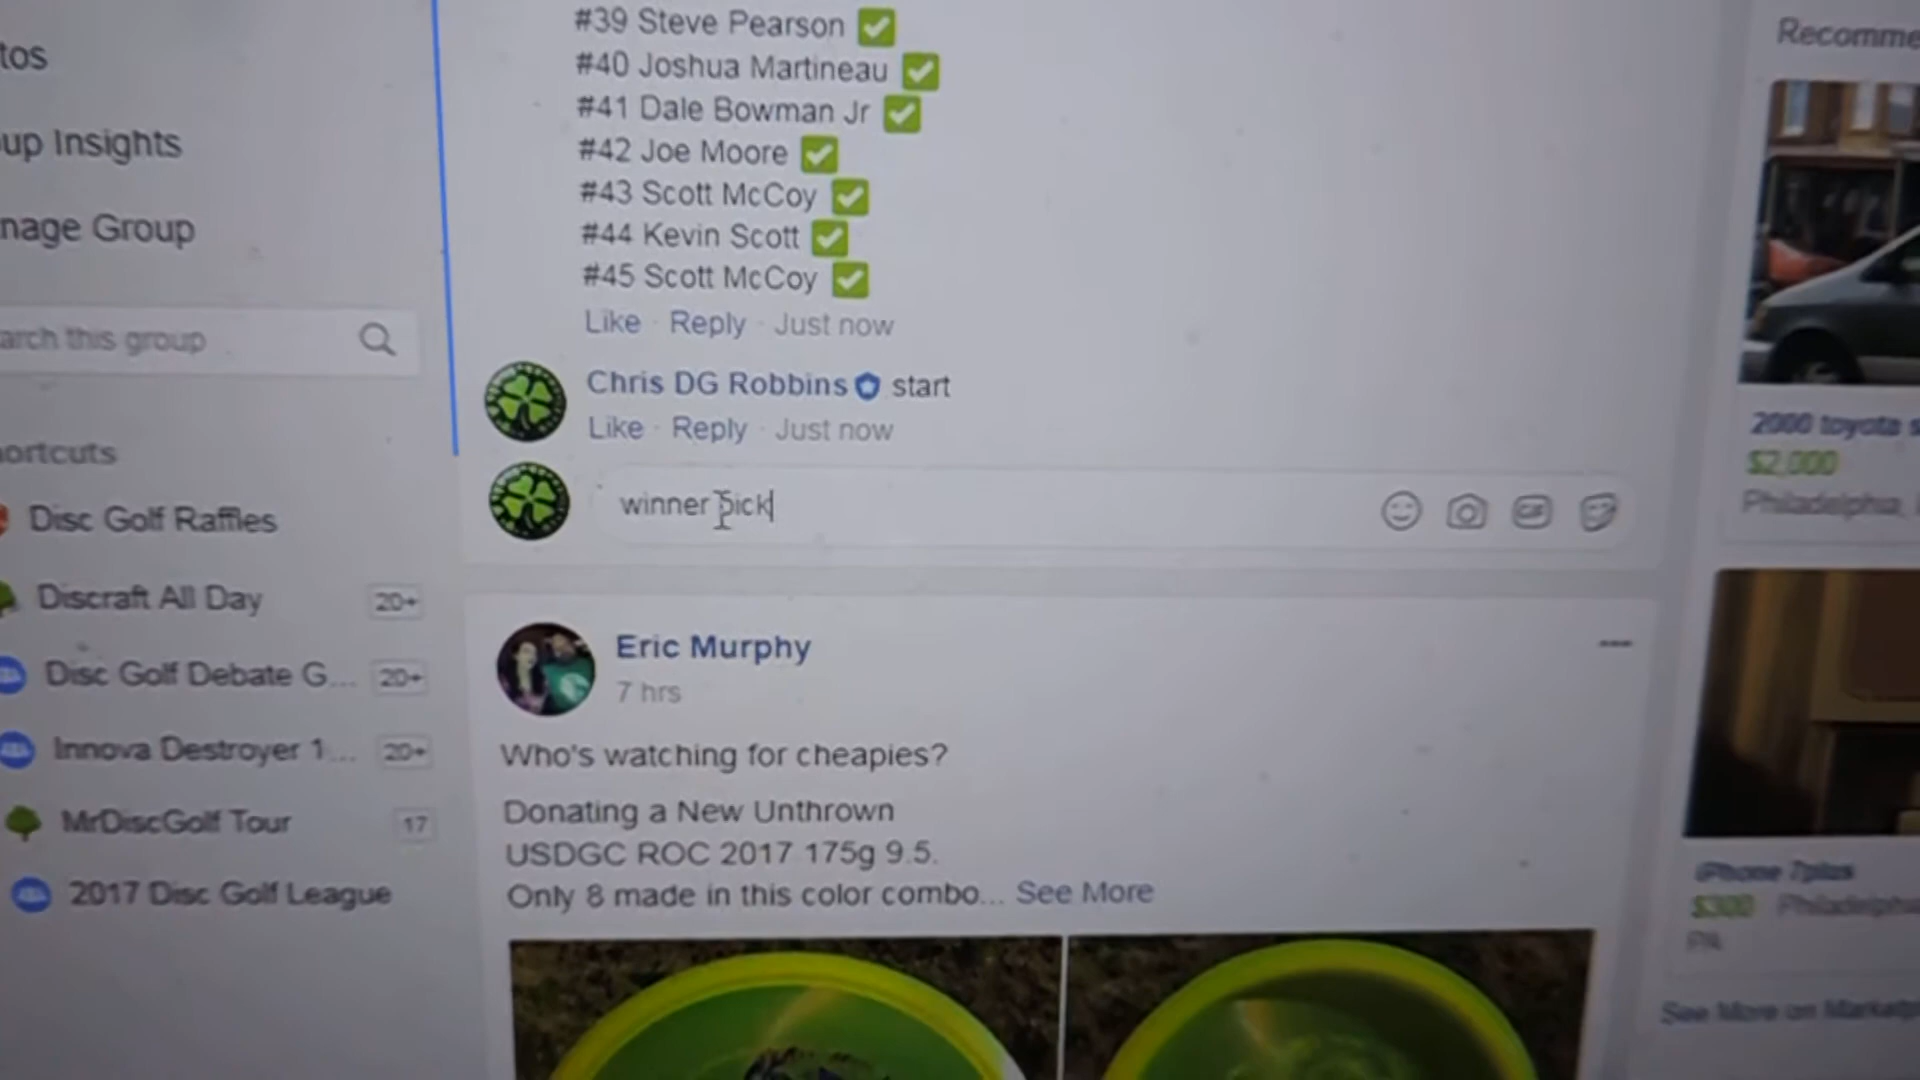 #39 Steve Pearson ✅
#40 Joshua Martineau ✅
#41 Dale Bowman Jr ✅
#42 Joe Moore ✅
#43 Scott McCoy ✅
#44 Kevin Scott ✅
#45 Scott McCoy ✅
Like · Reply · Just now
Chris DG Robbins start
Like · Reply · Just now
winner pick
GIF
Eric Murphy
7 hrs
Who's watching for cheapies?
Donating a New Unthrown
USDGC ROC 2017 175g 9.5.
Only 8 made in this color combo... See More
tos
up Insights
nage Group
arch this group
ortcuts
Disc Golf Raffles
Discraft All Day 20+
Disc Golf Debate G... 20+
Innova Destroyer 1... 20+
MrDiscGolf Tour 17
2017 Disc Golf League
Recomme
2000 toyota s
$2,000
Philadelphia,
iPhone 7plus
$300 Philadelphia
PA
See More on Marketp